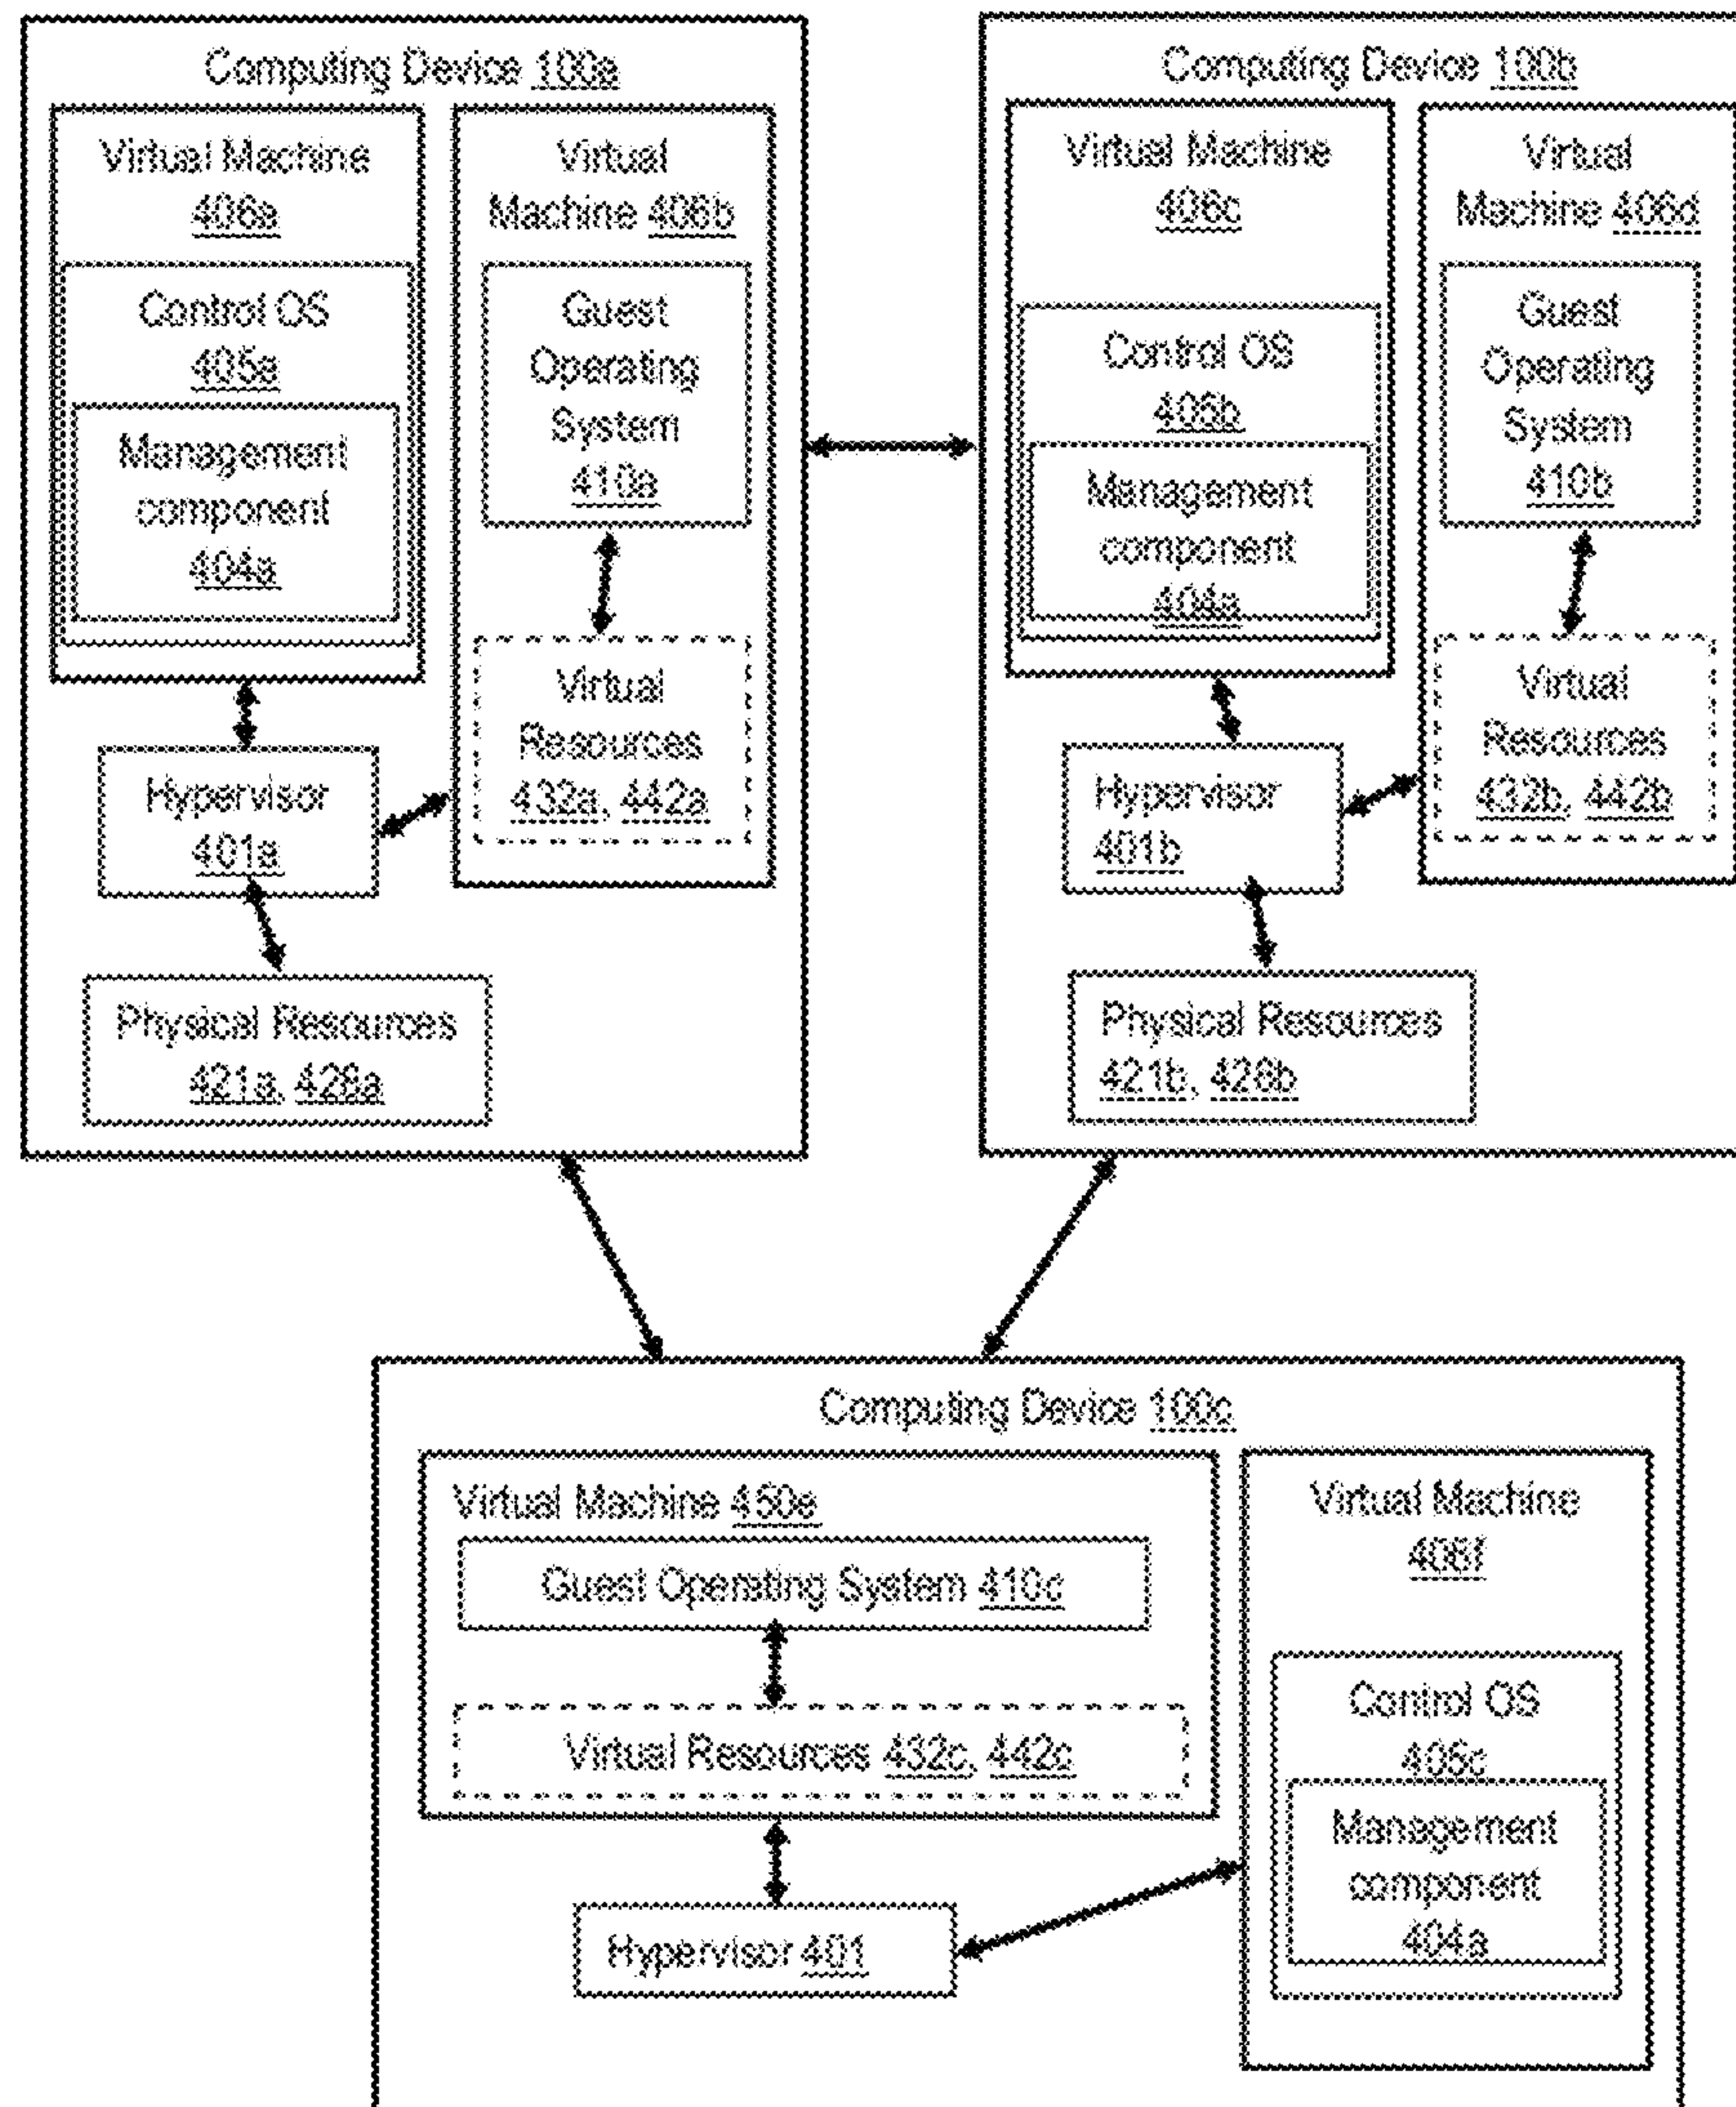 Computing Device 100a
Virtual Machine
406a
Control OS
405a
Management
component
404a
Virtual
Machine 406b
Guest
Operating
System
410a
Virtual
Resources
432a, 442a
Hypervisor
401a
Physical Resources
421a, 428a
Computing Device 100b
Virtual Machine
406c
Control OS
406b
Management
component
404a
Virtual
Machine 406d
Guest
Operating
System
410b
Virtual
Resources
432b, 442b
Hypervisor
401b
Physical Resources
421b, 428b
Computing Device 100c
Virtual Machine 450e
Guest Operating System 410c
Virtual Resources 432c, 442c
Hypervisor 401
Virtual Machine
406f
Control OS
405c
Management
component
404a